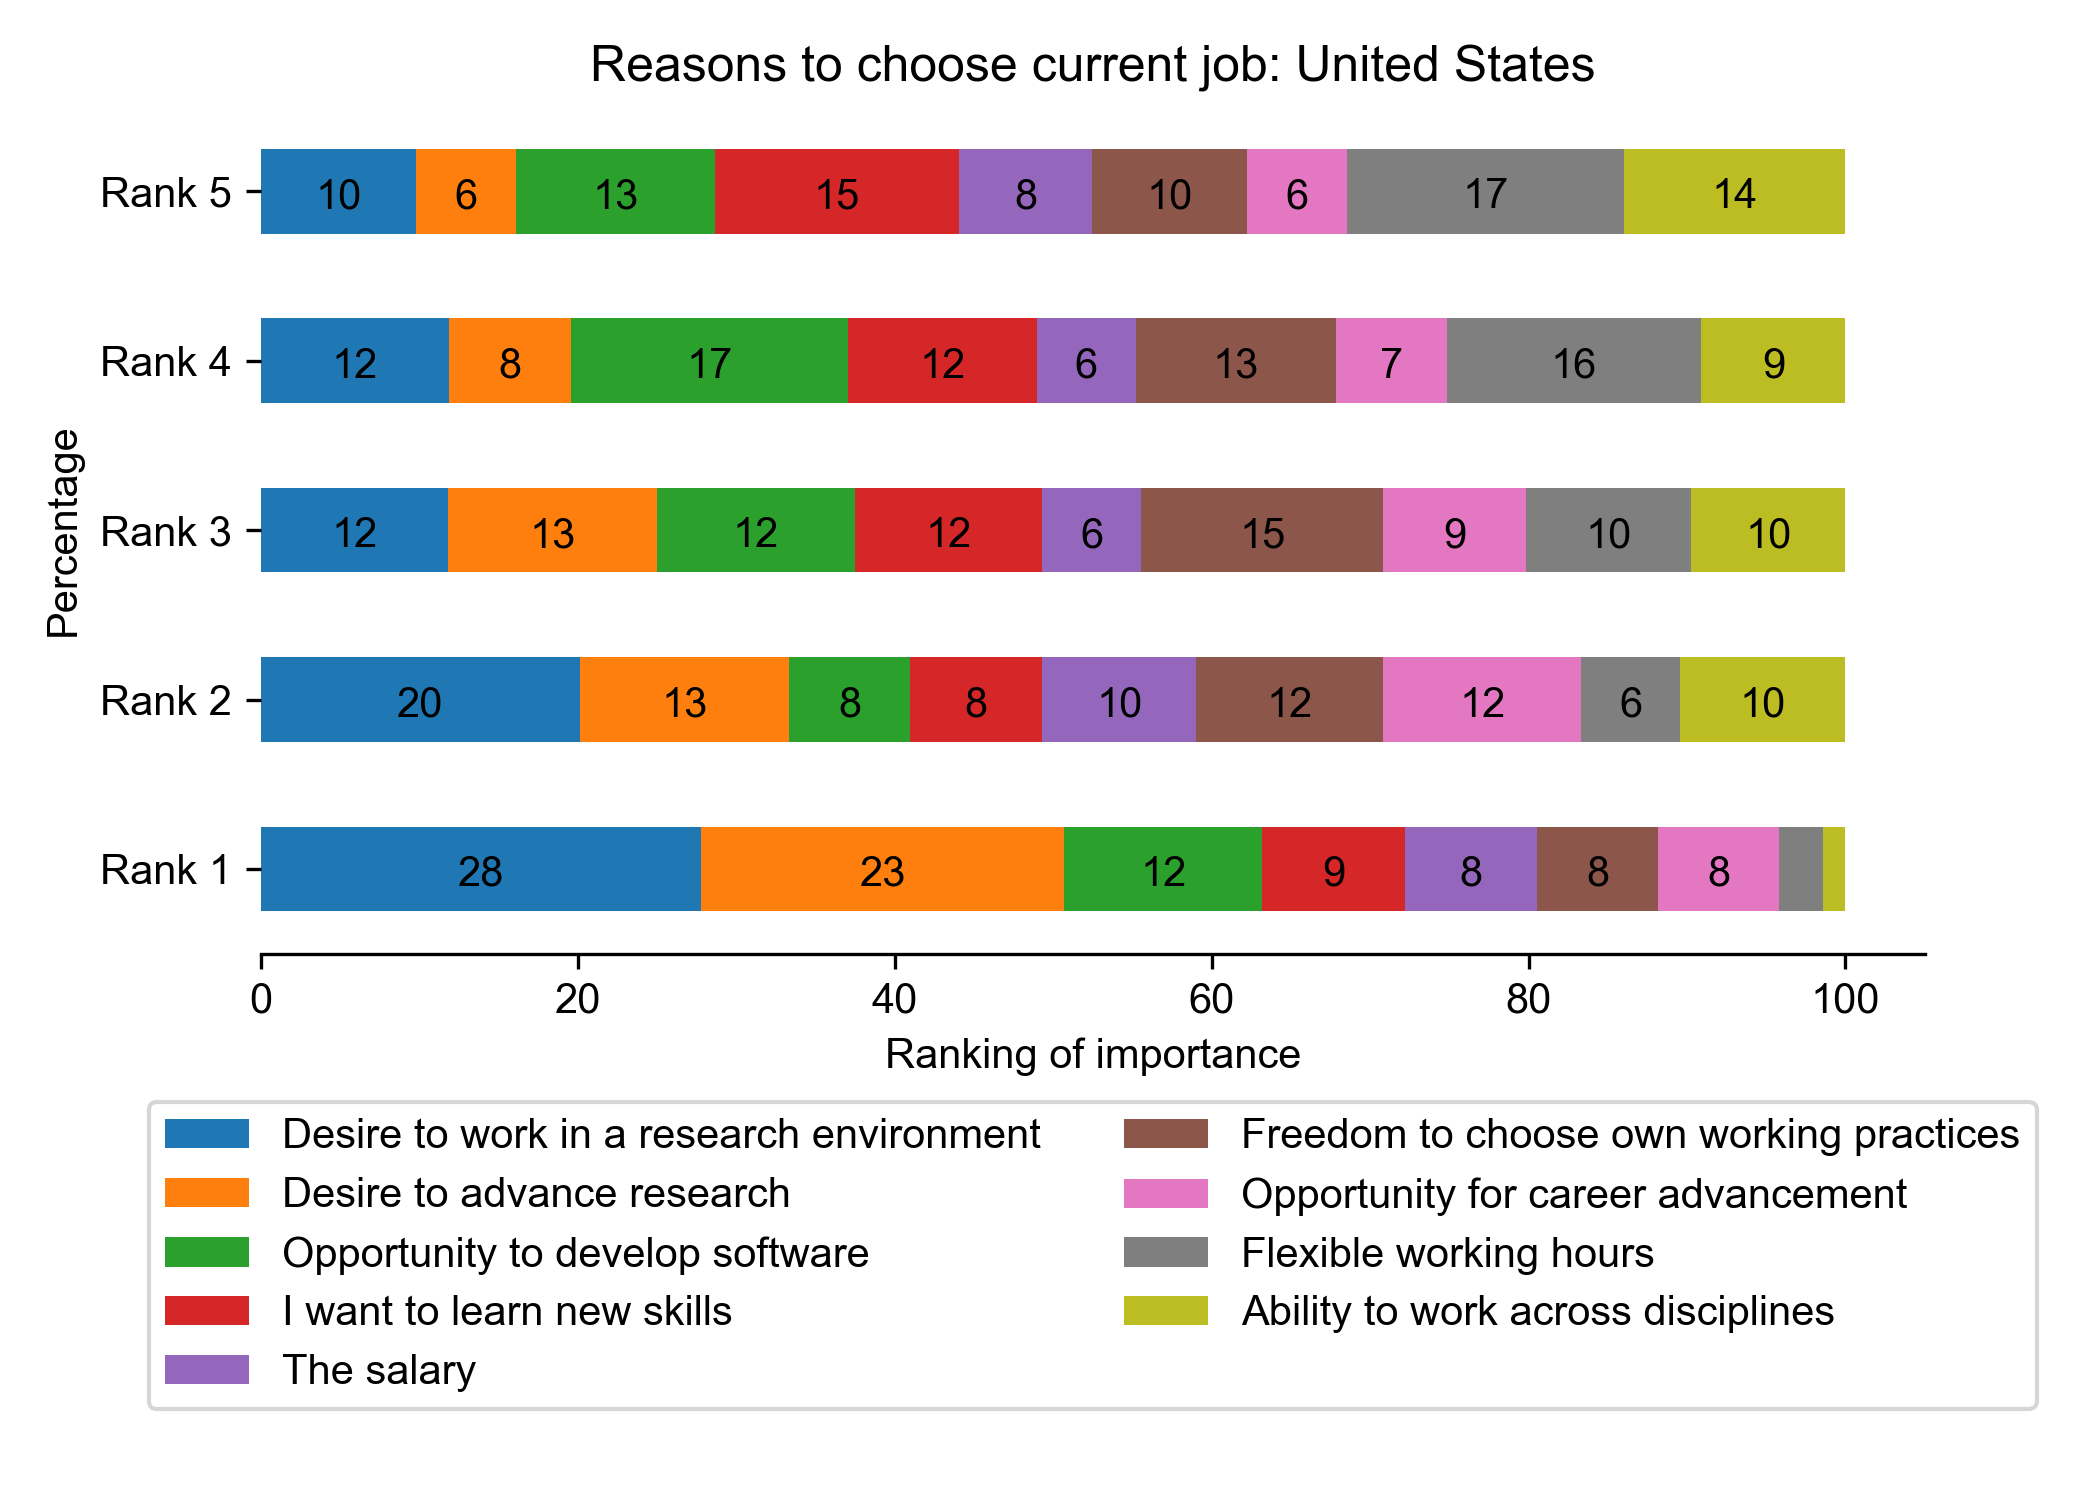 Reasons to choose current job: United States
Rank 5 10 6 13 15 8 10 6 17 14
Rank 4 12 8 17 12 6 13 7 16 9
Rank 3 12 13 12 12 6 15 9 10 10
Rank 2 20 13 8 8 10 12 12 6 10
Rank 1 28 23 12 9 8 8 8
Percentage
0 20 40 60 80 100
Ranking of importance
Desire to work in a research environment
Desire to advance research
Opportunity to develop software
I want to learn new skills
The salary
Freedom to choose own working practices
Opportunity for career advancement
Flexible working hours
Ability to work across disciplines